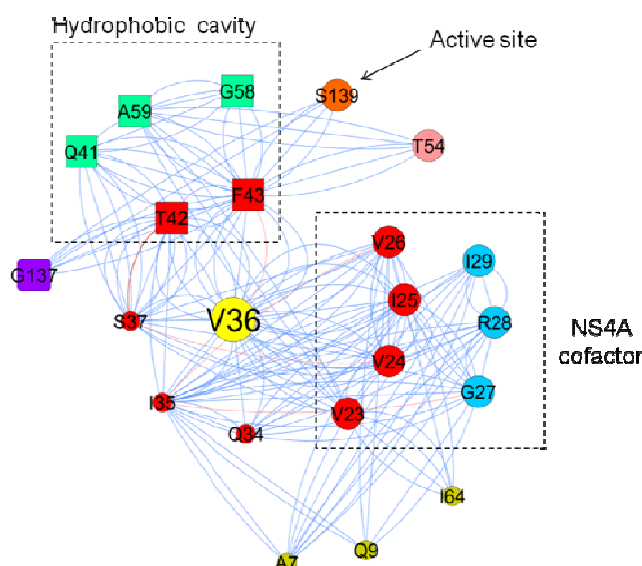 Hydrophobic cavity
Active site
G58
S139
A59
T54
Q41
F43
T42
V26
I29
G137
I25
S37
V36
R28
NS4A
cofactor
V24
G27
I35
V23
Q34
I64
Q9
A7